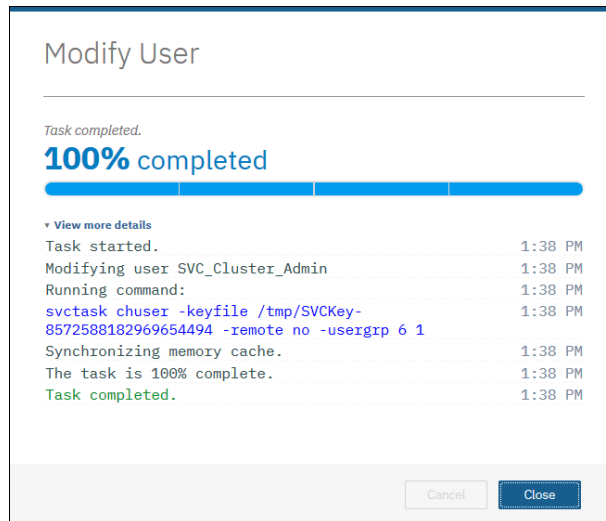 Modify User
Task completed.
100% completed
▾ View more details
Task started. 1:38 PM
Modifying user SVC_Cluster_Admin 1:38 PM
Running command: 1:38 PM
svctask chuser -keyfile /tmp/SVCKey- 1:38 PM
8572588182969654494 -remote no -usergrp 6 1
Synchronizing memory cache. 1:38 PM
The task is 100% complete. 1:38 PM
Task completed. 1:38 PM
Cancel Close